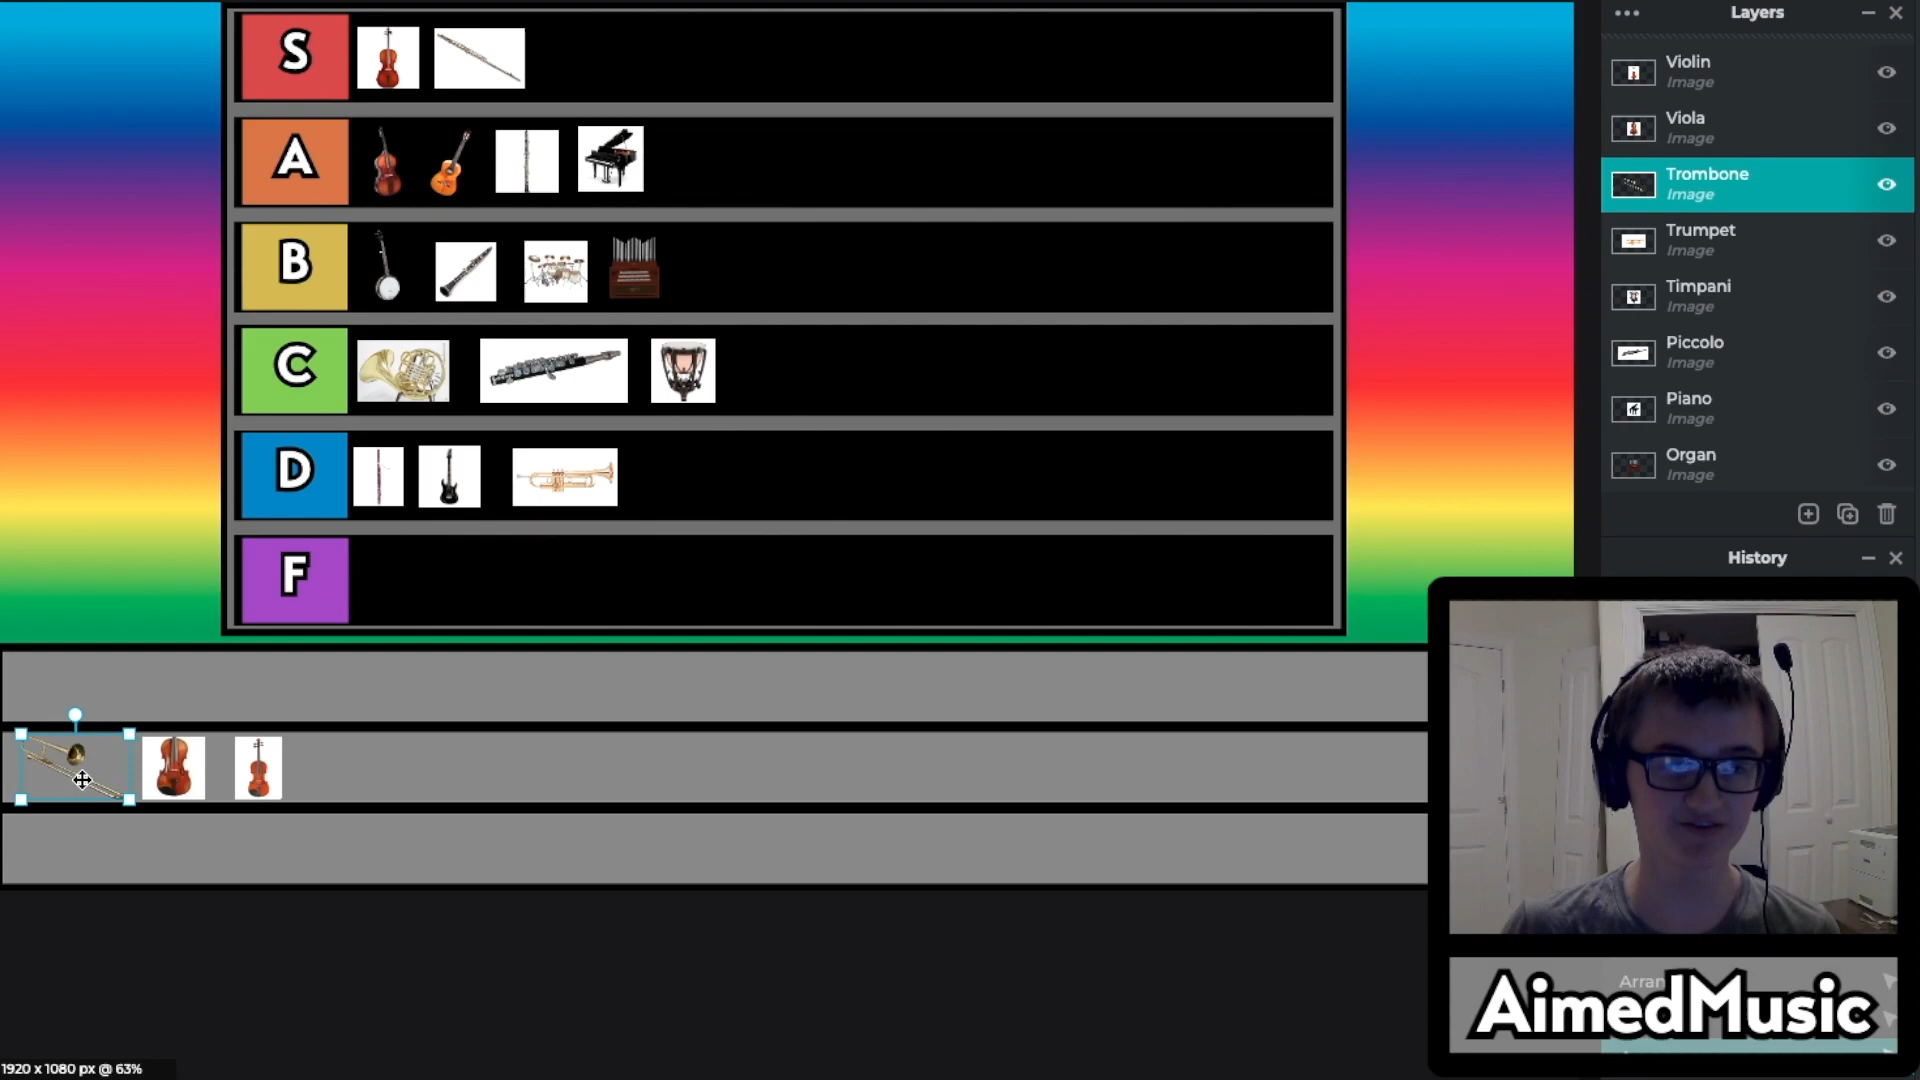 S
A
B
C
D
F
Layers
Violin
Image
Viola
Image
Trombone
Image
Trumpet
Image
Timpani
Image
Piccolo
Image
Piano
Image
Organ
Image
History
Arran
AimedMusic
1920 x 1080 px @ 63%